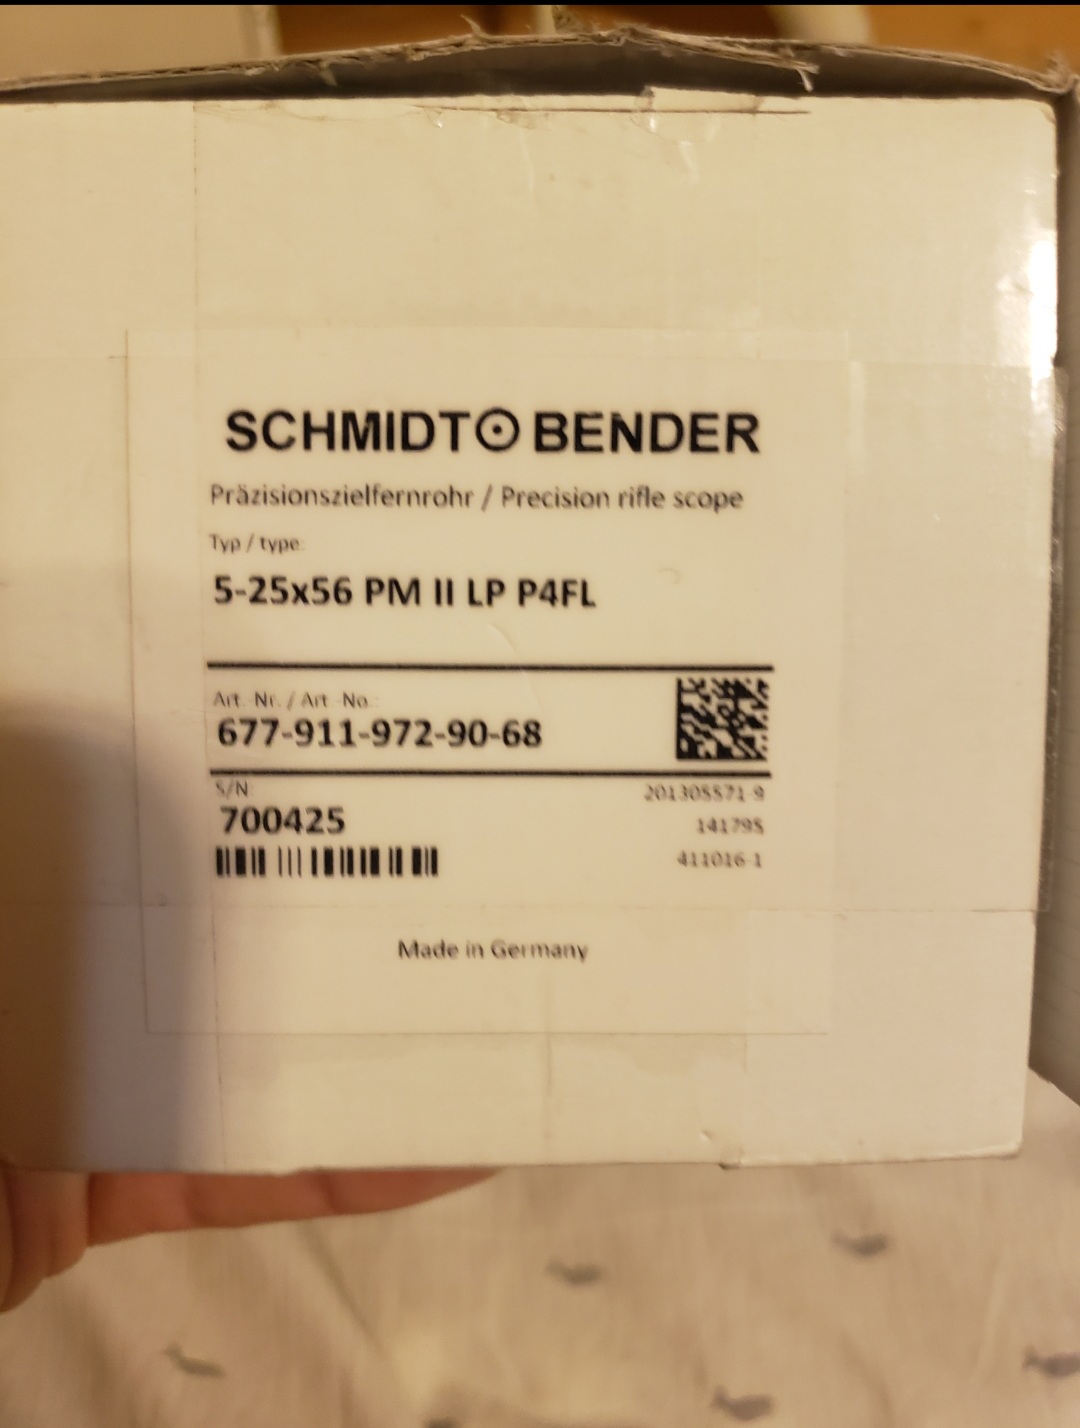 SCHMIDT BENDER
Präzisionszielfernrohr / Precision rifle scope
Typ / type:
5-25x56 PM II LP P4FL
Art. Nr. / Art. No.:
677-911-972-90-68
S/N:
700425
201305571-9
141795
411016-1
Made in Germany